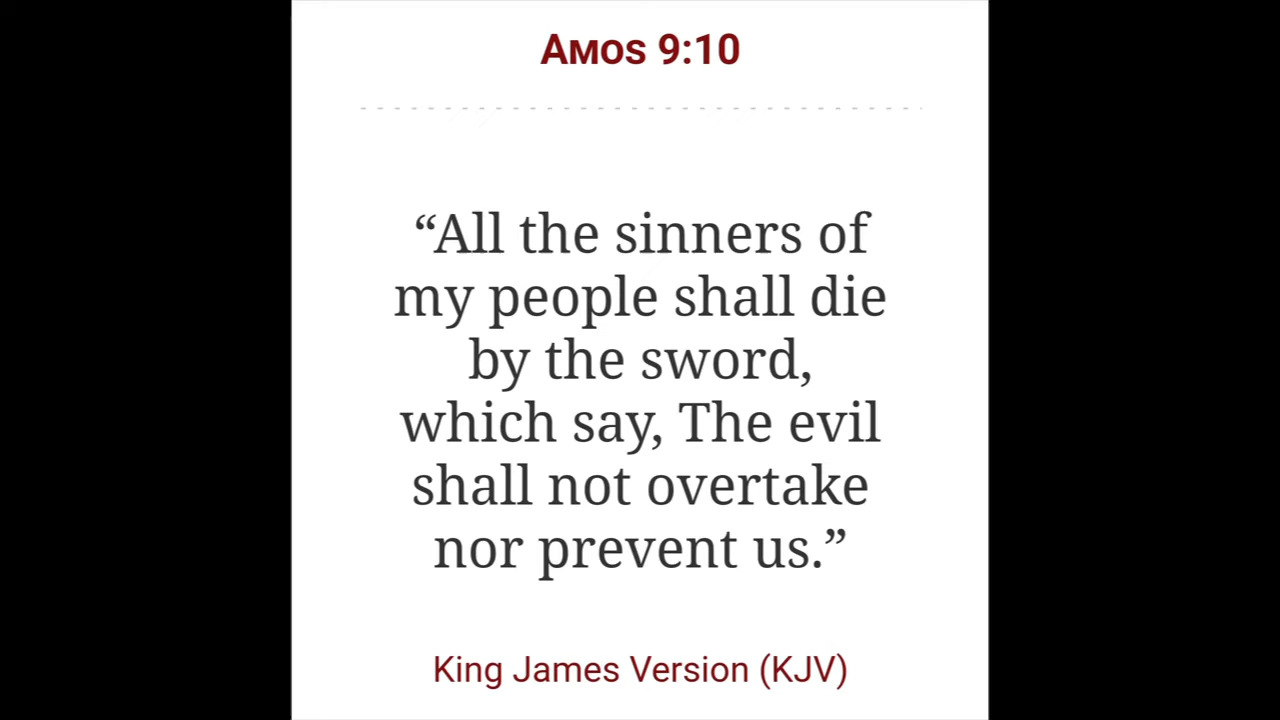 Amos 9:10
“All the sinners of
my people shall die
by the sword,
which say, The evil
shall not overtake
nor prevent us.”
King James Version (KJV)